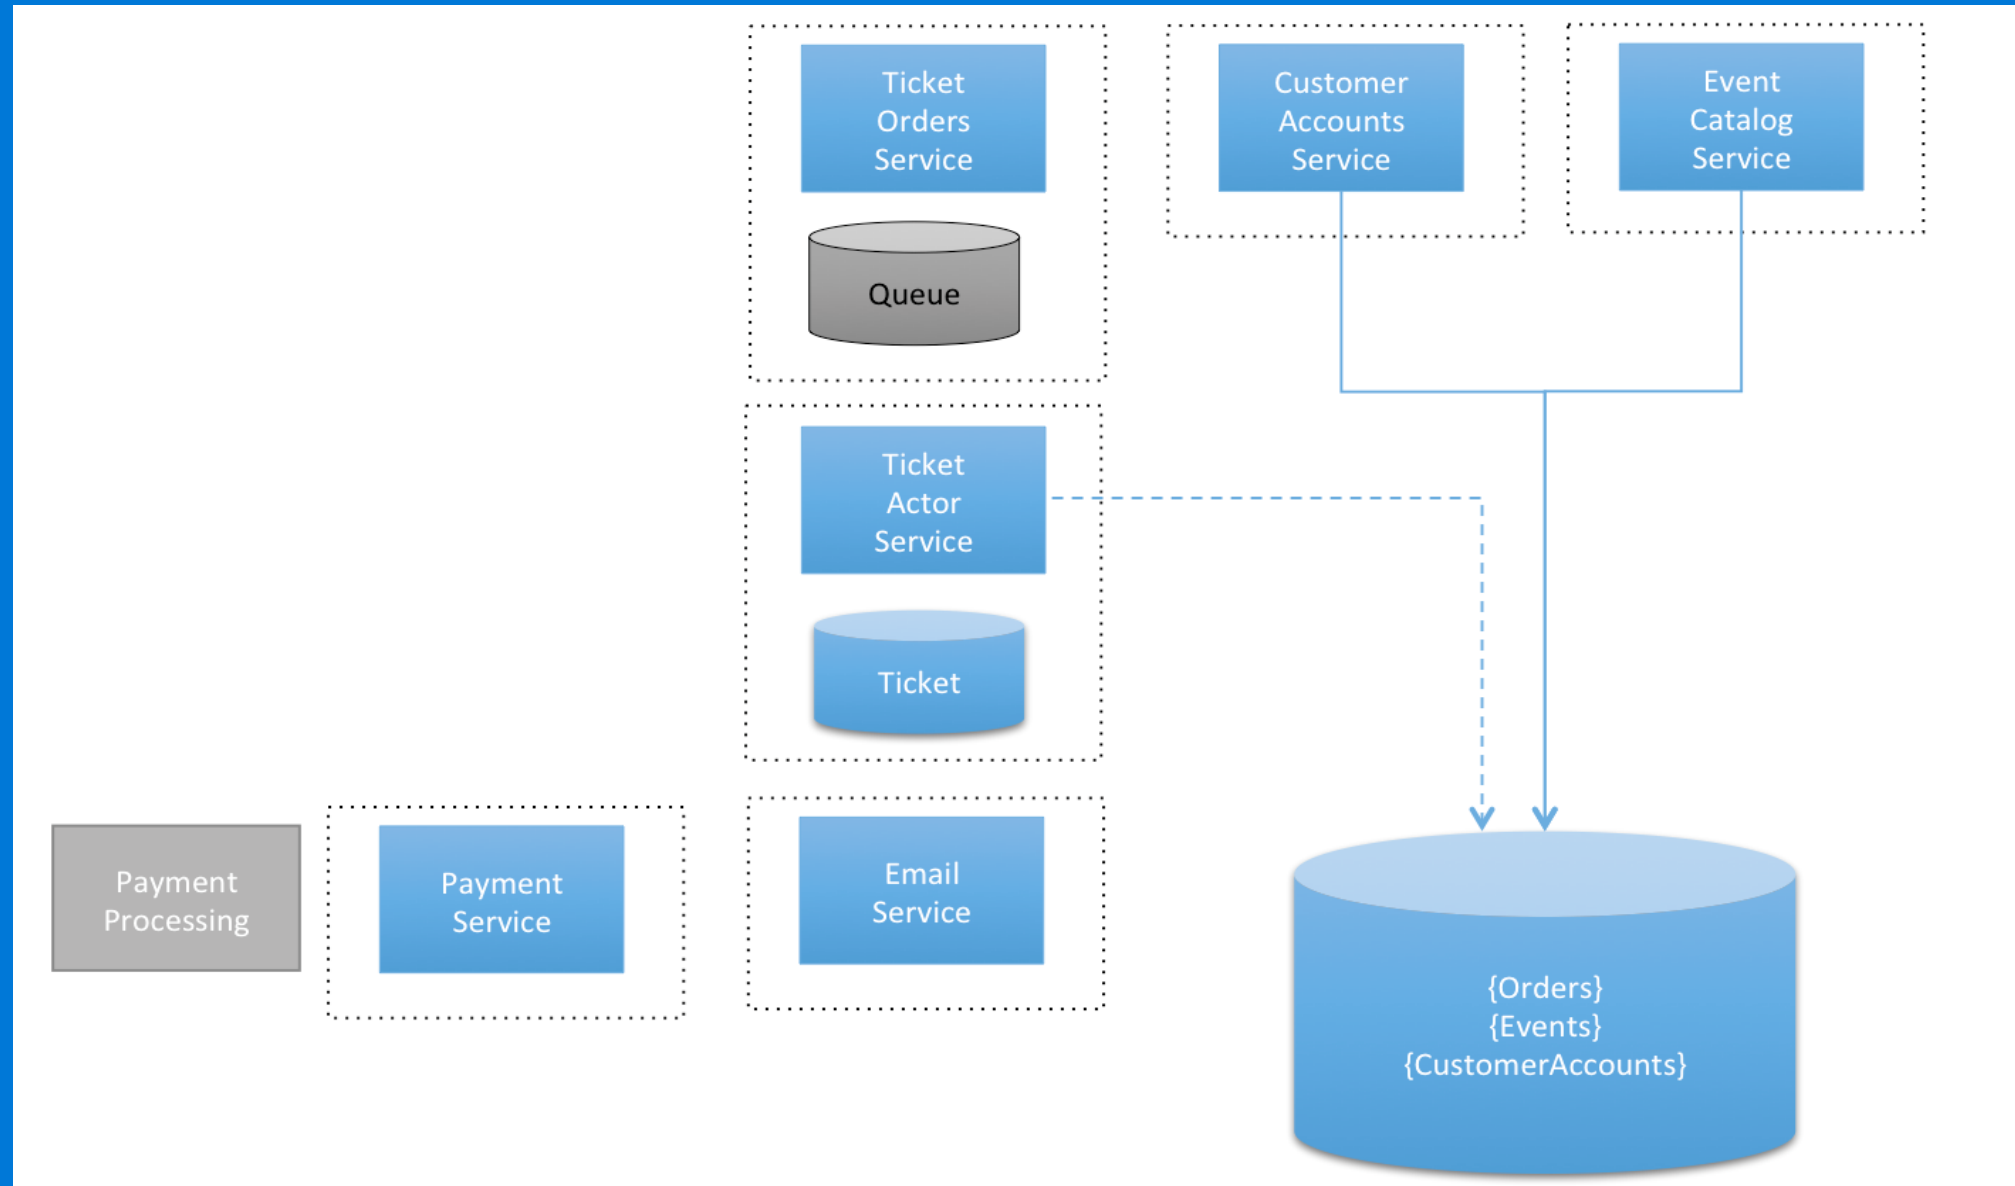 Ticket
Orders
Service
Customer
Accounts
Service
Event
Catalog
Service
Queue
Ticket
Actor
Service
Ticket
Payment
Processing
Payment
Service
Email
Service
{Orders}
{Events}
{CustomerAccounts}